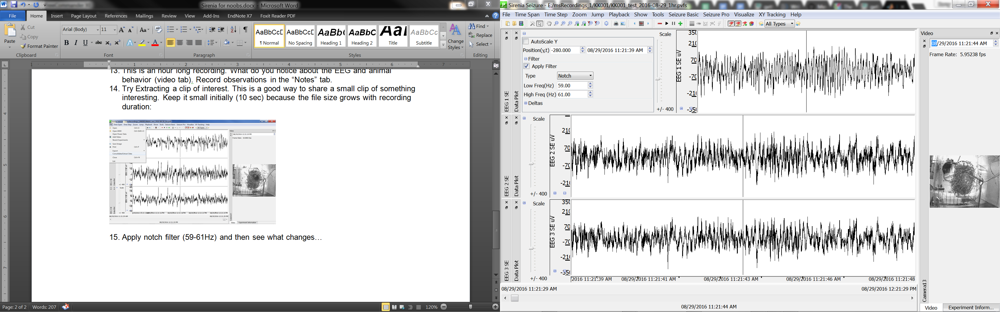 Sirenia for noobs.docx - Microsoft Word
File Home Insert Page Layout References Mailings Review View Add-Ins EndNote X7 Foxit Reader PDF
Paste
Cut
Copy
Format Painter
Clipboard
Arial (Body) 11
Font
Paragraph
AaBbCcD AaBbCcD AaBbC AaBbC AaB AaBbCcD
¶ Normal No Spacing Heading 1 Heading 2 Title Subtitle
Change
Styles
Styles
Find
Replace
Select
Editing
13. This is an hour long recording. What do you notice about the EEG and animal
behavior (video tab). Record observations in the “Notes” tab.
14. Try Extracting a clip of interest. This is a good way to share a small clip of something
interesting. Keep it small initially (10 sec) because the file size grows with recording
duration:
15. Apply notch filter (59-61Hz) and then see what changes…
Page: 2 of 2 Words: 207
120%
Sirenia Seizure - E:/msRecordings_1/KK001/KK001_test_2016-08-29_1hr.pvfs
File Time Span Time Step Zoom Jump Playback Show Tools Seizure Basic Seizure Pro Visualize XY Tracking Help
All Types
EEG 1 SE
Data Plot
AutoScale Y
Position(y,t) -280.000 08/29/2016 11:21:39 AM
Filter
Apply Filter
Type Notch
Low Freq(Hz) 59.00
High Freq (Hz) 61.00
Deltas
Scale
+/- 400
EEG 1 SE uV
350
210
70
-70
-210
-350
EEG 2 SE
Data Plot
Scale
+/- 400
EEG 2 SE uV
210
70
-70
-210
EEG 3 SE
Data Plot
Scale
+/- 400
EEG 3 SE uV
350
210
70
-70
-210
-350
/2016 11:21:39 AM 08/29/2016 11:21:41 AM 08/29/2016 11:21:43 AM 08/29/2016 11:21:46 AM 08/29/2016 11:21:48
08/29/2016 11:21:29 AM 08/29/2016 12:21:29 PM
08/29/2016 11:21:44 AM
Video
08/29/2016 11:21:44 AM
Frame Rate: 5.95238 fps
Camera13
Video Experiment Inform...